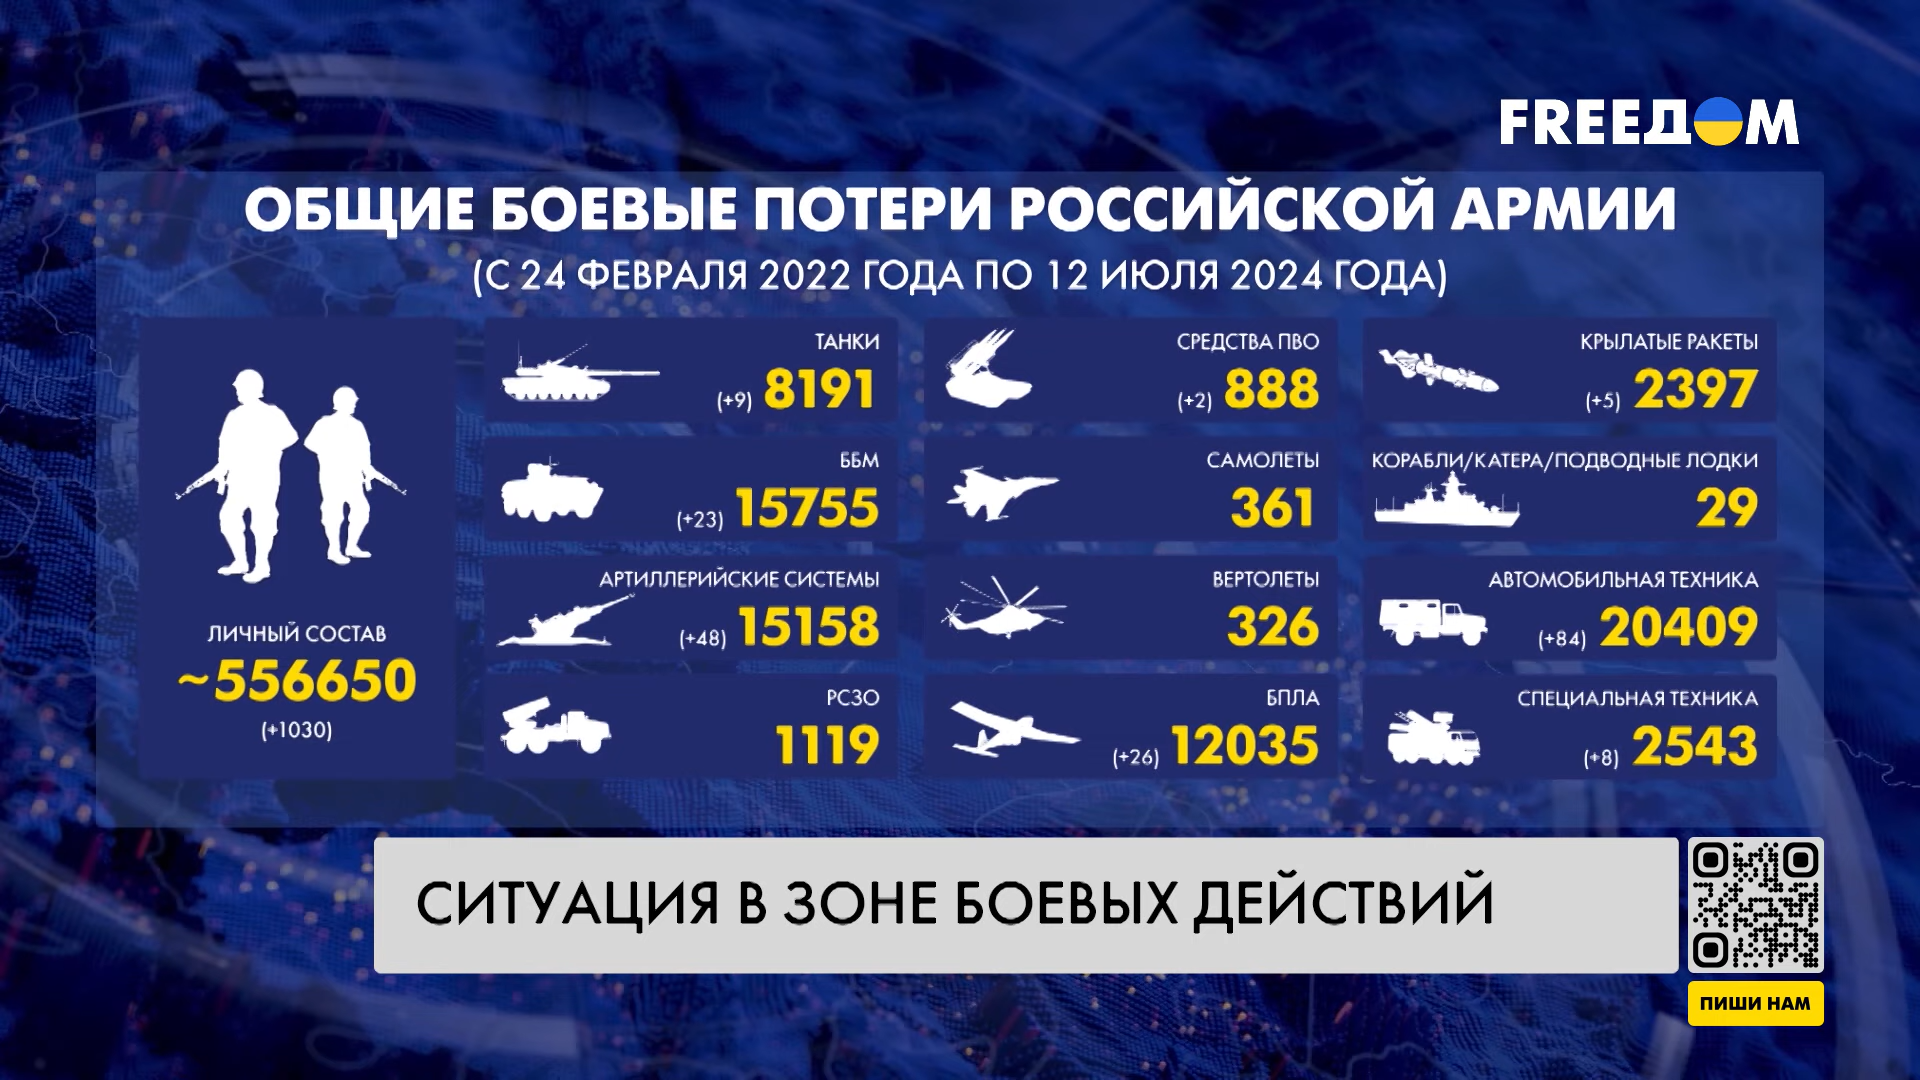 FREEДOM
ОБЩИЕ БОЕВЫЕ ПОТЕРИ РОССИЙСКОЙ АРМИИ
(С 24 ФЕВРАЛЯ 2022 ГОДА ПО 12 ИЮЛЯ 2024 ГОДА)
ЛИЧНЫЙ СОСТАВ
~556650
(+1030)
ТАНКИ
(+9) 8191
ББМ
(+23) 15755
АРТИЛЛЕРИЙСКИЕ СИСТЕМЫ
(+48) 15158
РСЗО
1119
СРЕДСТВА ПВО
(+2) 888
САМОЛЕТЫ
361
ВЕРТОЛЕТЫ
326
БПЛА
(+26) 12035
КРЫЛАТЫЕ РАКЕТЫ
(+5) 2397
КОРАБЛИ/КАТЕРА/ПОДВОДНЫЕ ЛОДКИ
29
АВТОМОБИЛЬНАЯ ТЕХНИКА
(+84) 20409
СПЕЦИАЛЬНАЯ ТЕХНИКА
(+8) 2543
СИТУАЦИЯ В ЗОНЕ БОЕВЫХ ДЕЙСТВИЙ
ПИШИ НАМ